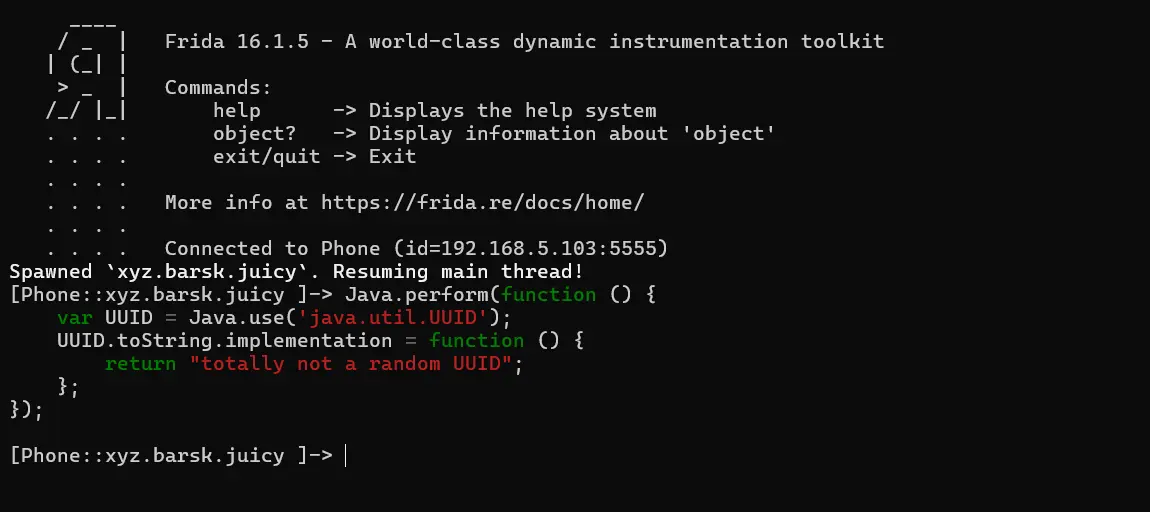 ____
    / _  |   Frida 16.1.5 - A world-class dynamic instrumentation toolkit
   | (_| |
    > _  |   Commands:
   /_/ |_|       help      -> Displays the help system
   . . . .       object?   -> Display information about 'object'
   . . . .       exit/quit -> Exit
   . . . .
   . . . .   More info at https://frida.re/docs/home/
   . . . .
   . . . .   Connected to Phone (id=192.168.5.103:5555)
Spawned `xyz.barsk.juicy`. Resuming main thread!
[Phone::xyz.barsk.juicy ]-> Java.perform(function () {
    var UUID = Java.use('java.util.UUID');
    UUID.toString.implementation = function () {
        return "totally not a random UUID";
    };
});
[Phone::xyz.barsk.juicy ]->